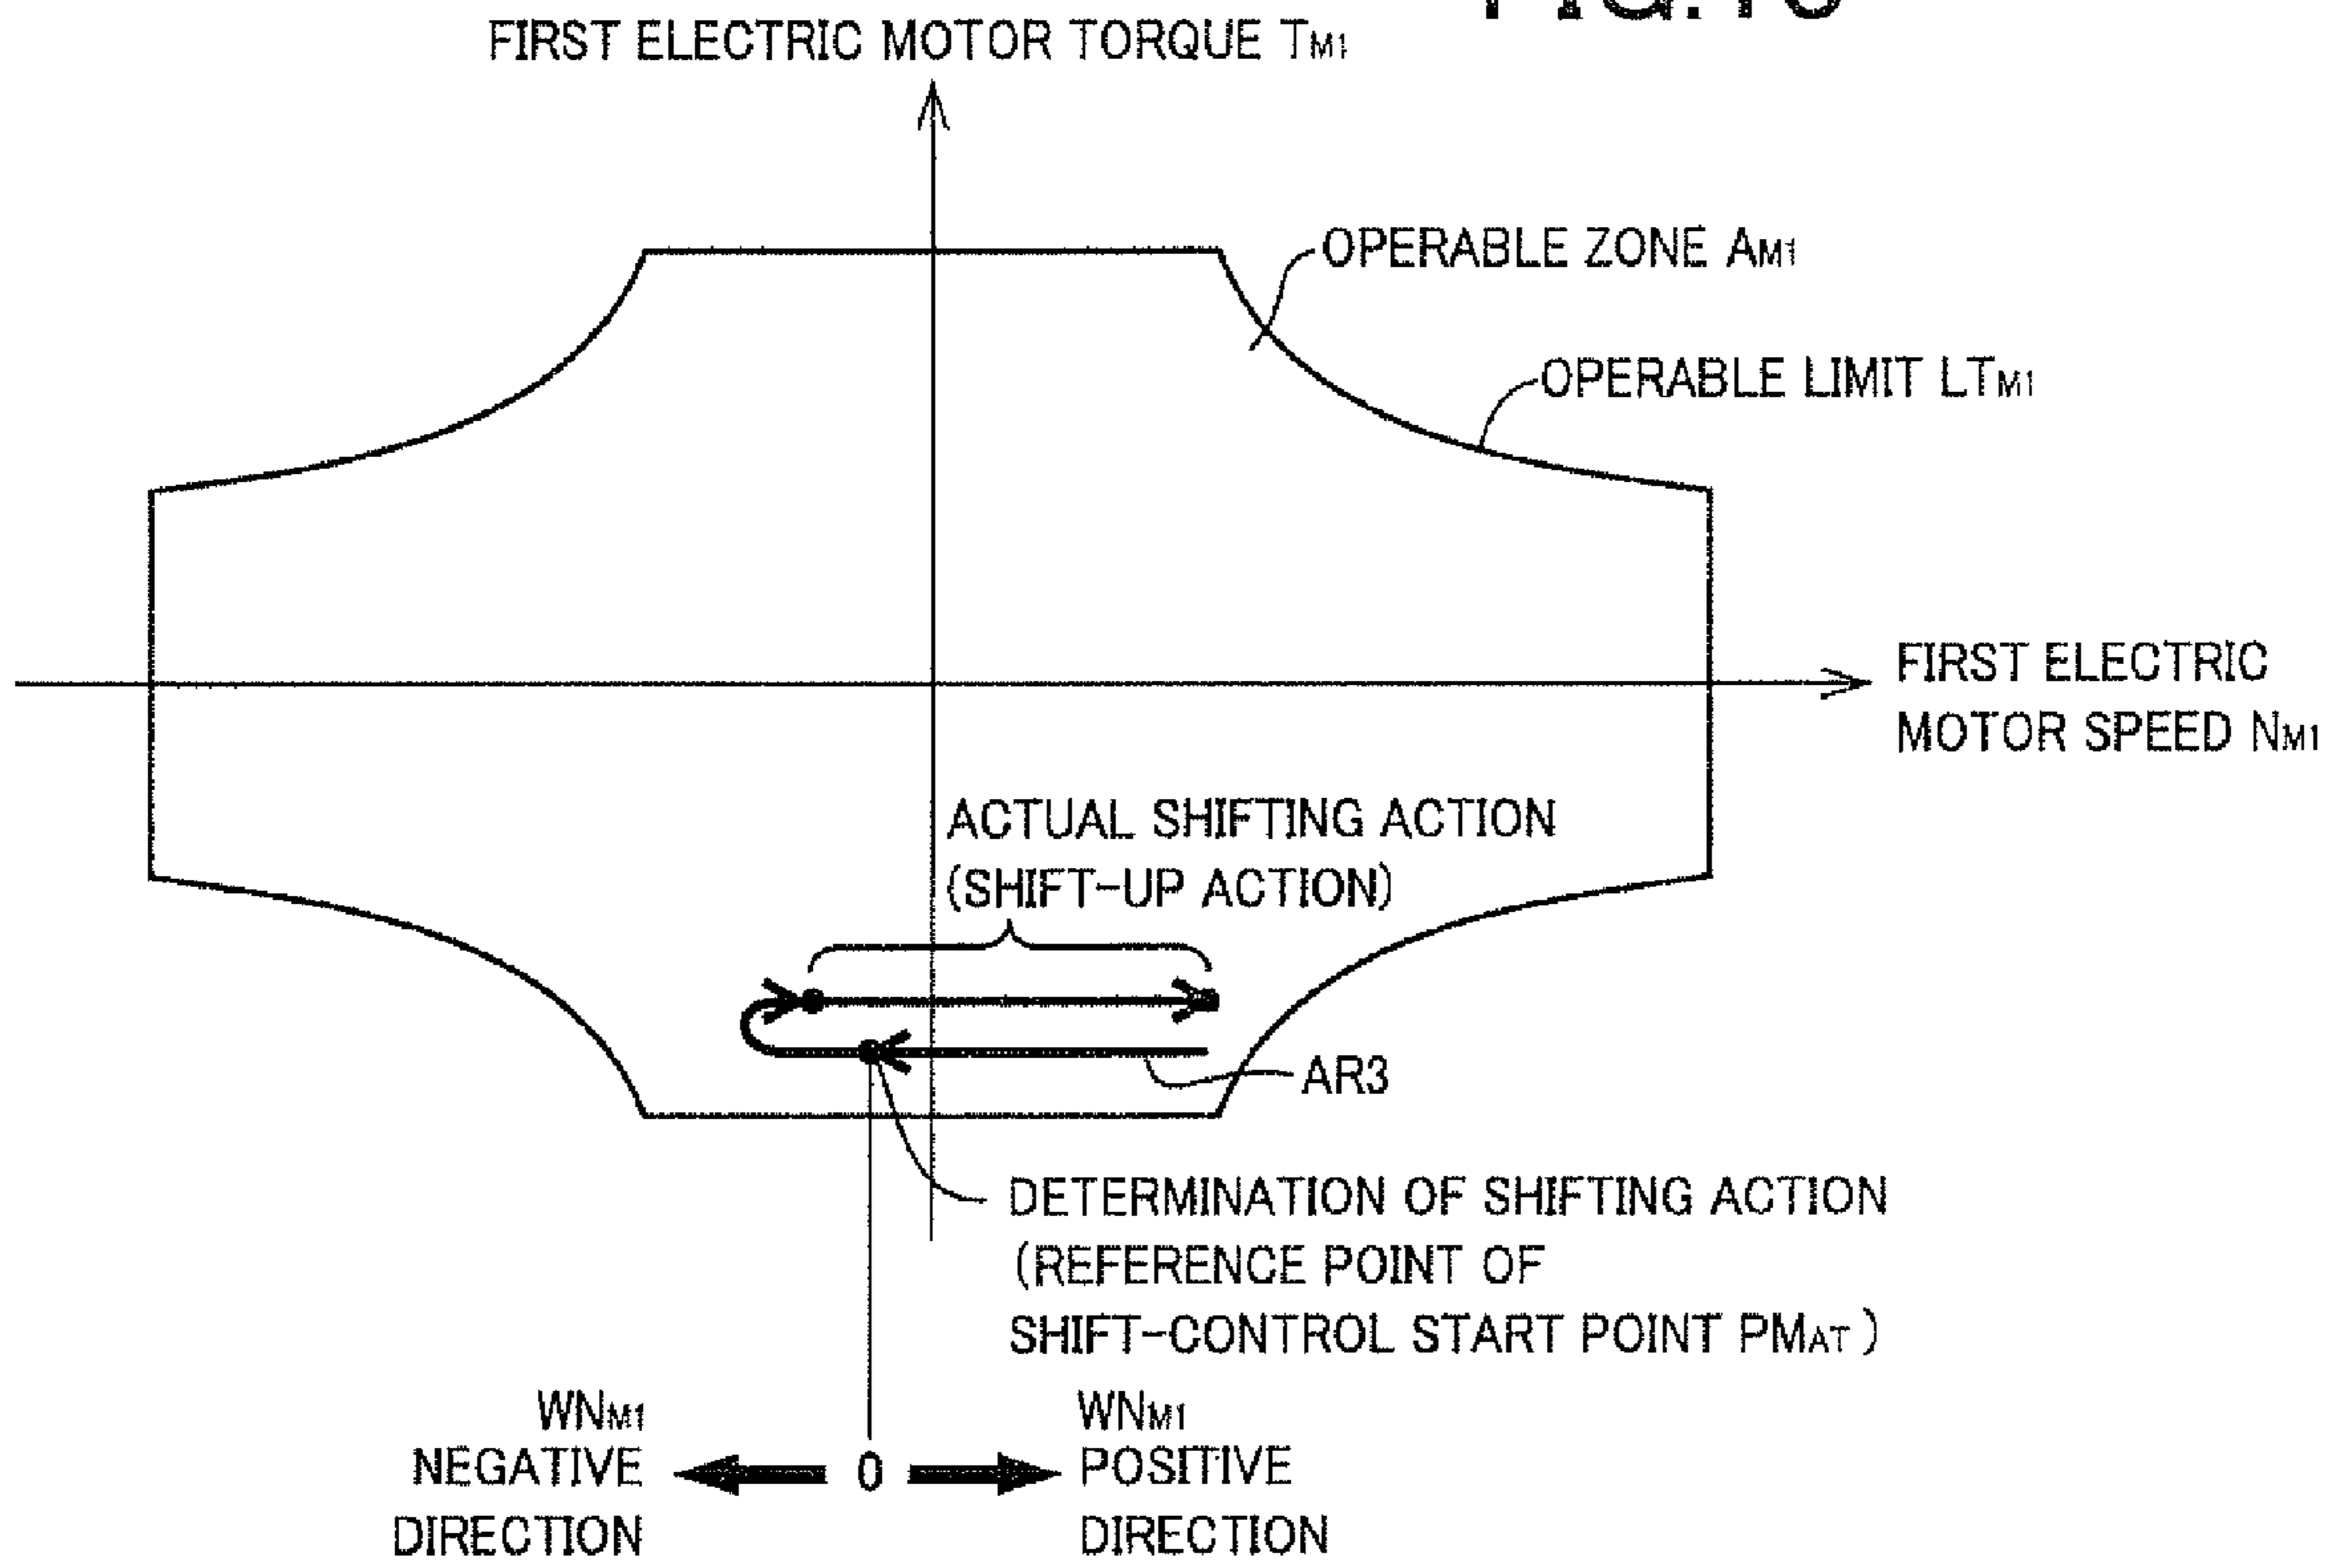 FIRST ELECTRIC MOTOR TORQUE TM1
OPERABLE ZONE AM1
OPERABLE LIMIT LTM1
FIRST ELECTRIC
MOTOR SPEED NM1
ACTUAL SHIFTING ACTION
(SHIFT-UP ACTION)
AR3
DETERMINATION OF SHIFTING ACTION
(REFERENCE POINT OF
SHIFT-CONTROL START POINT PMAT)
WNM1
NEGATIVE
DIRECTION
0
WNM1
POSITIVE
DIRECTION